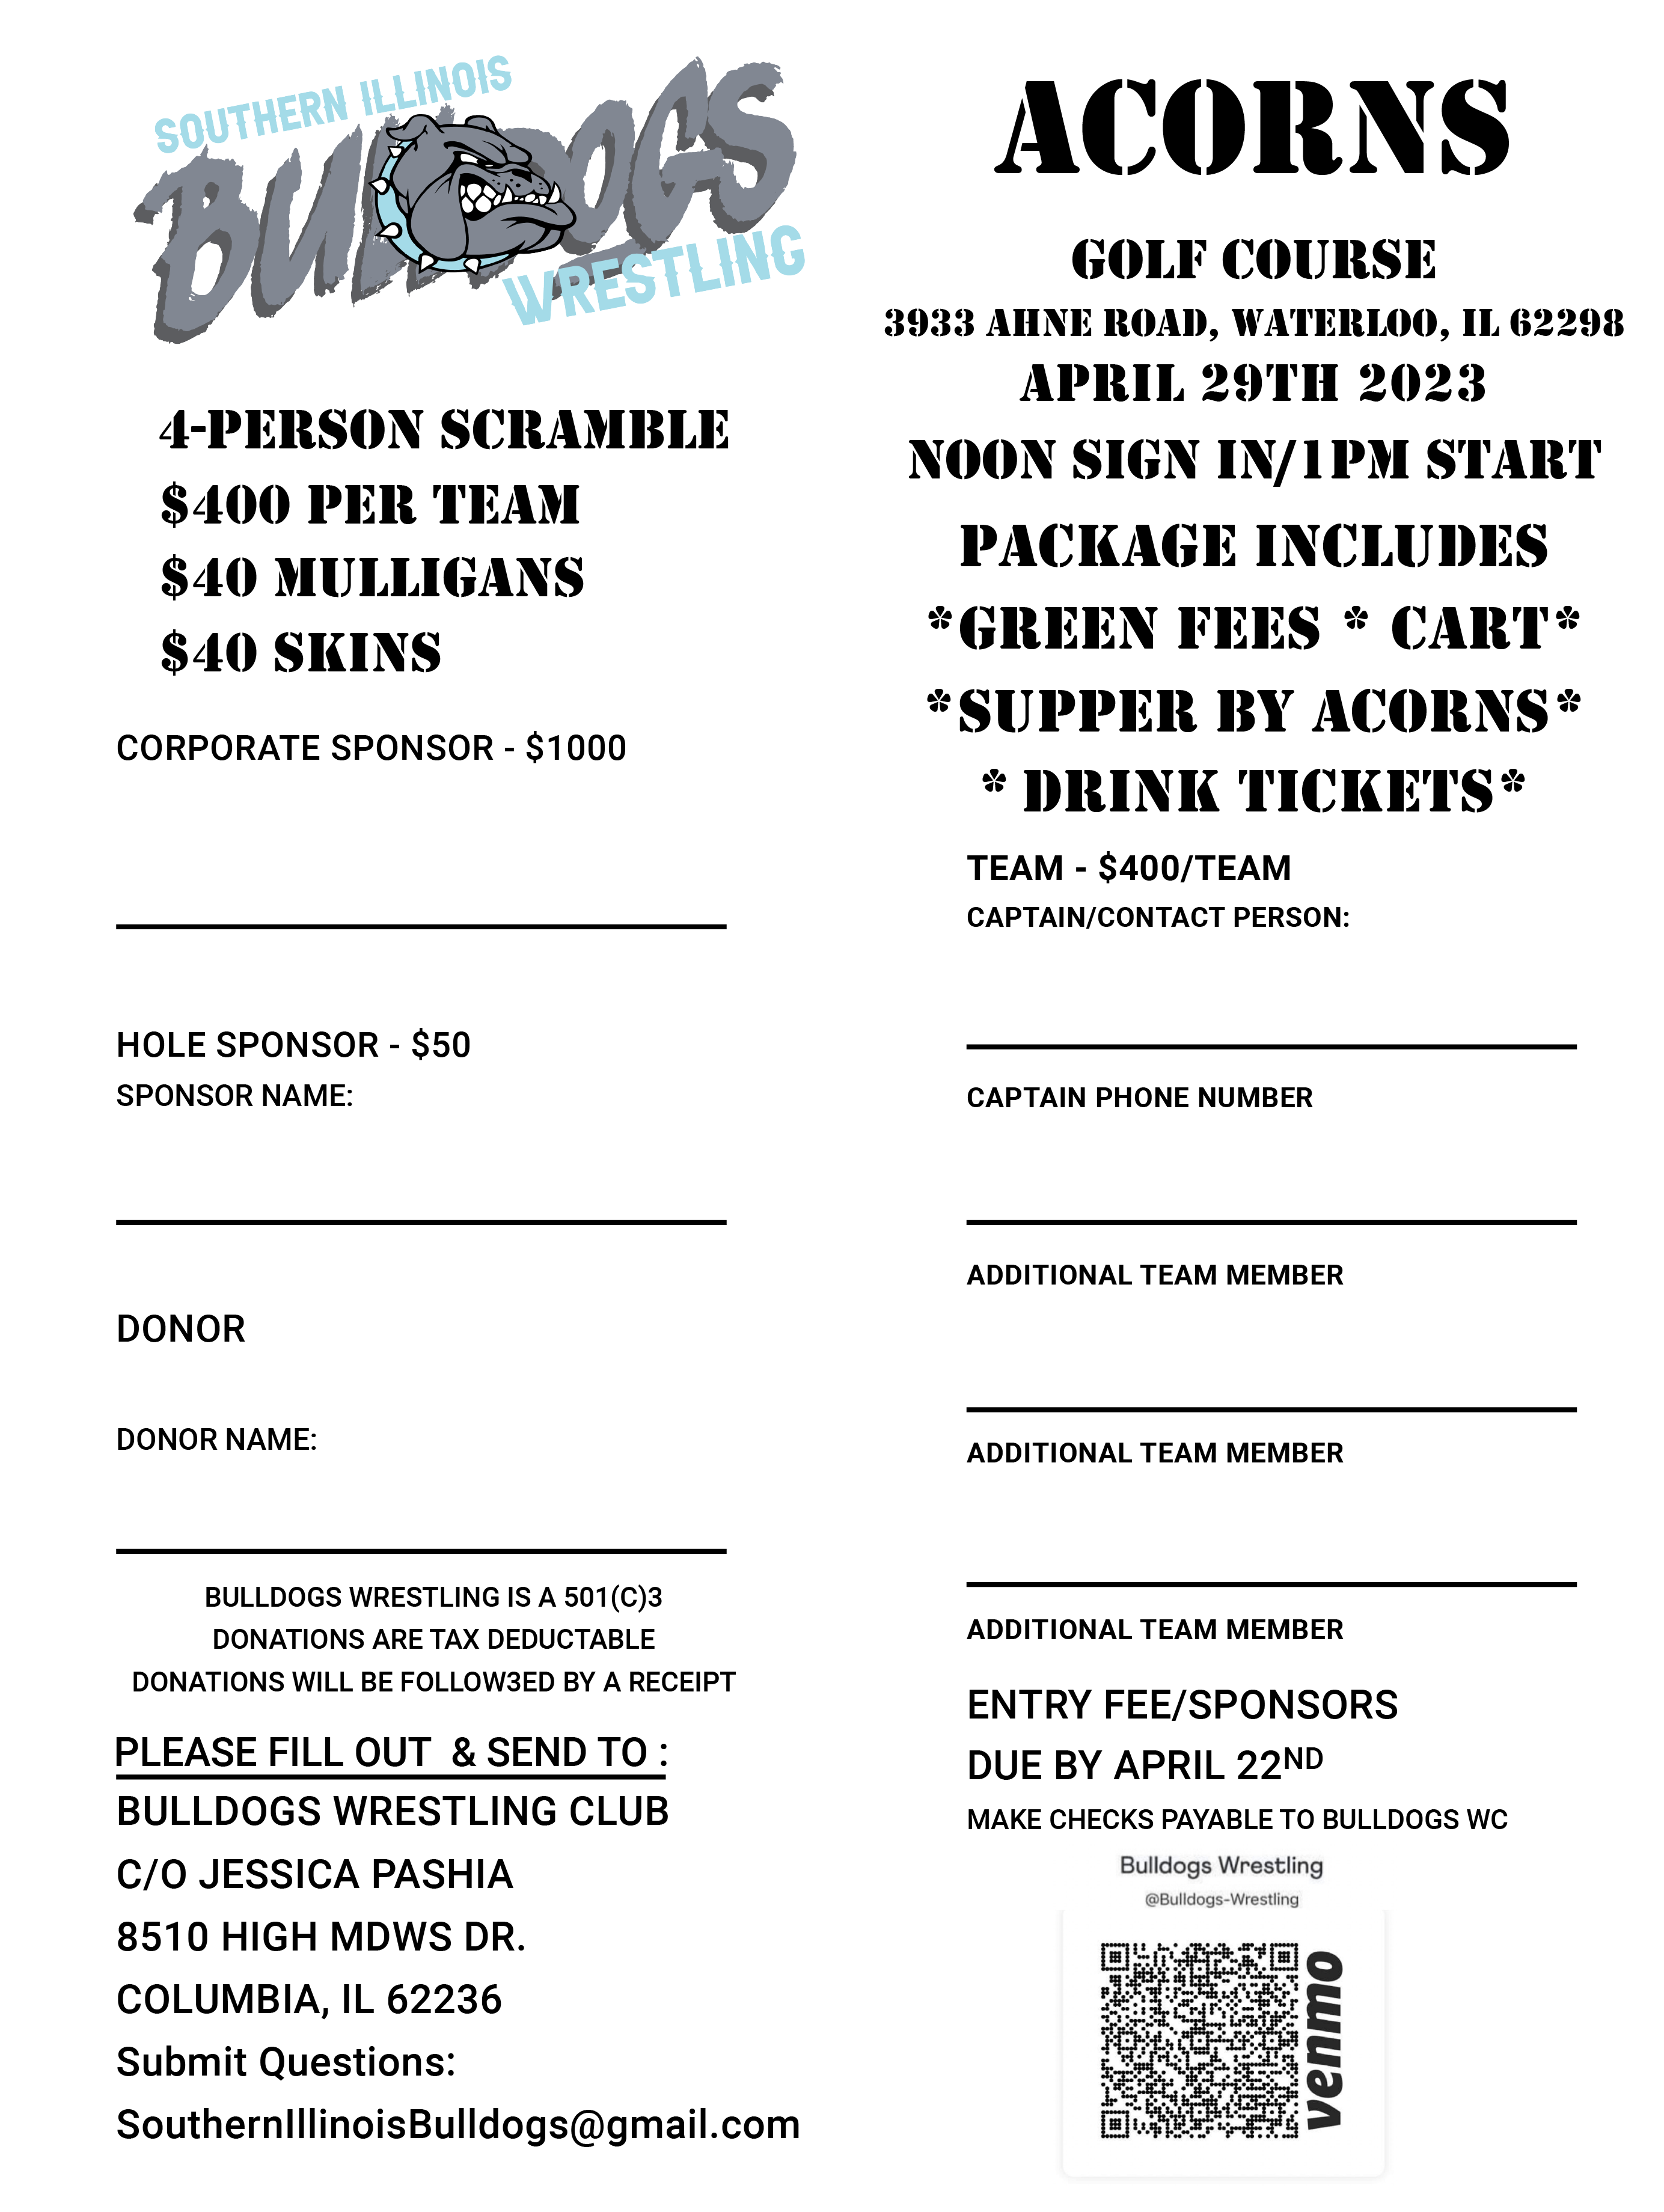 SOUTHERN ILLINOIS
BULLDOGS
WRESTLING
4-PERSON SCRAMBLE
$400 PER TEAM
$40 MULLIGANS
$40 SKINS
CORPORATE SPONSOR - $1000
HOLE SPONSOR - $50
SPONSOR NAME:
DONOR
DONOR NAME:
BULLDOGS WRESTLING IS A 501(C)3
DONATIONS ARE TAX DEDUCTABLE
DONATIONS WILL BE FOLLOW3ED BY A RECEIPT
PLEASE FILL OUT & SEND TO :
BULLDOGS WRESTLING CLUB
C/O JESSICA PASHIA
8510 HIGH MDWS DR.
COLUMBIA, IL 62236
Submit Questions:
SouthernIllinoisBulldogs@gmail.com
ACORNS
GOLF COURSE
3933 AHNE ROAD, WATERLOO, IL 62298
APRIL 29TH 2023
NOON SIGN IN/1PM START
PACKAGE INCLUDES
*GREEN FEES * CART*
*SUPPER BY ACORNS*
* DRINK TICKETS*
TEAM - $400/TEAM
CAPTAIN/CONTACT PERSON:
CAPTAIN PHONE NUMBER
ADDITIONAL TEAM MEMBER
ADDITIONAL TEAM MEMBER
ADDITIONAL TEAM MEMBER
ENTRY FEE/SPONSORS
DUE BY APRIL 22ND
MAKE CHECKS PAYABLE TO BULLDOGS WC
Bulldogs Wrestling
@Bulldogs-Wrestling
venmo